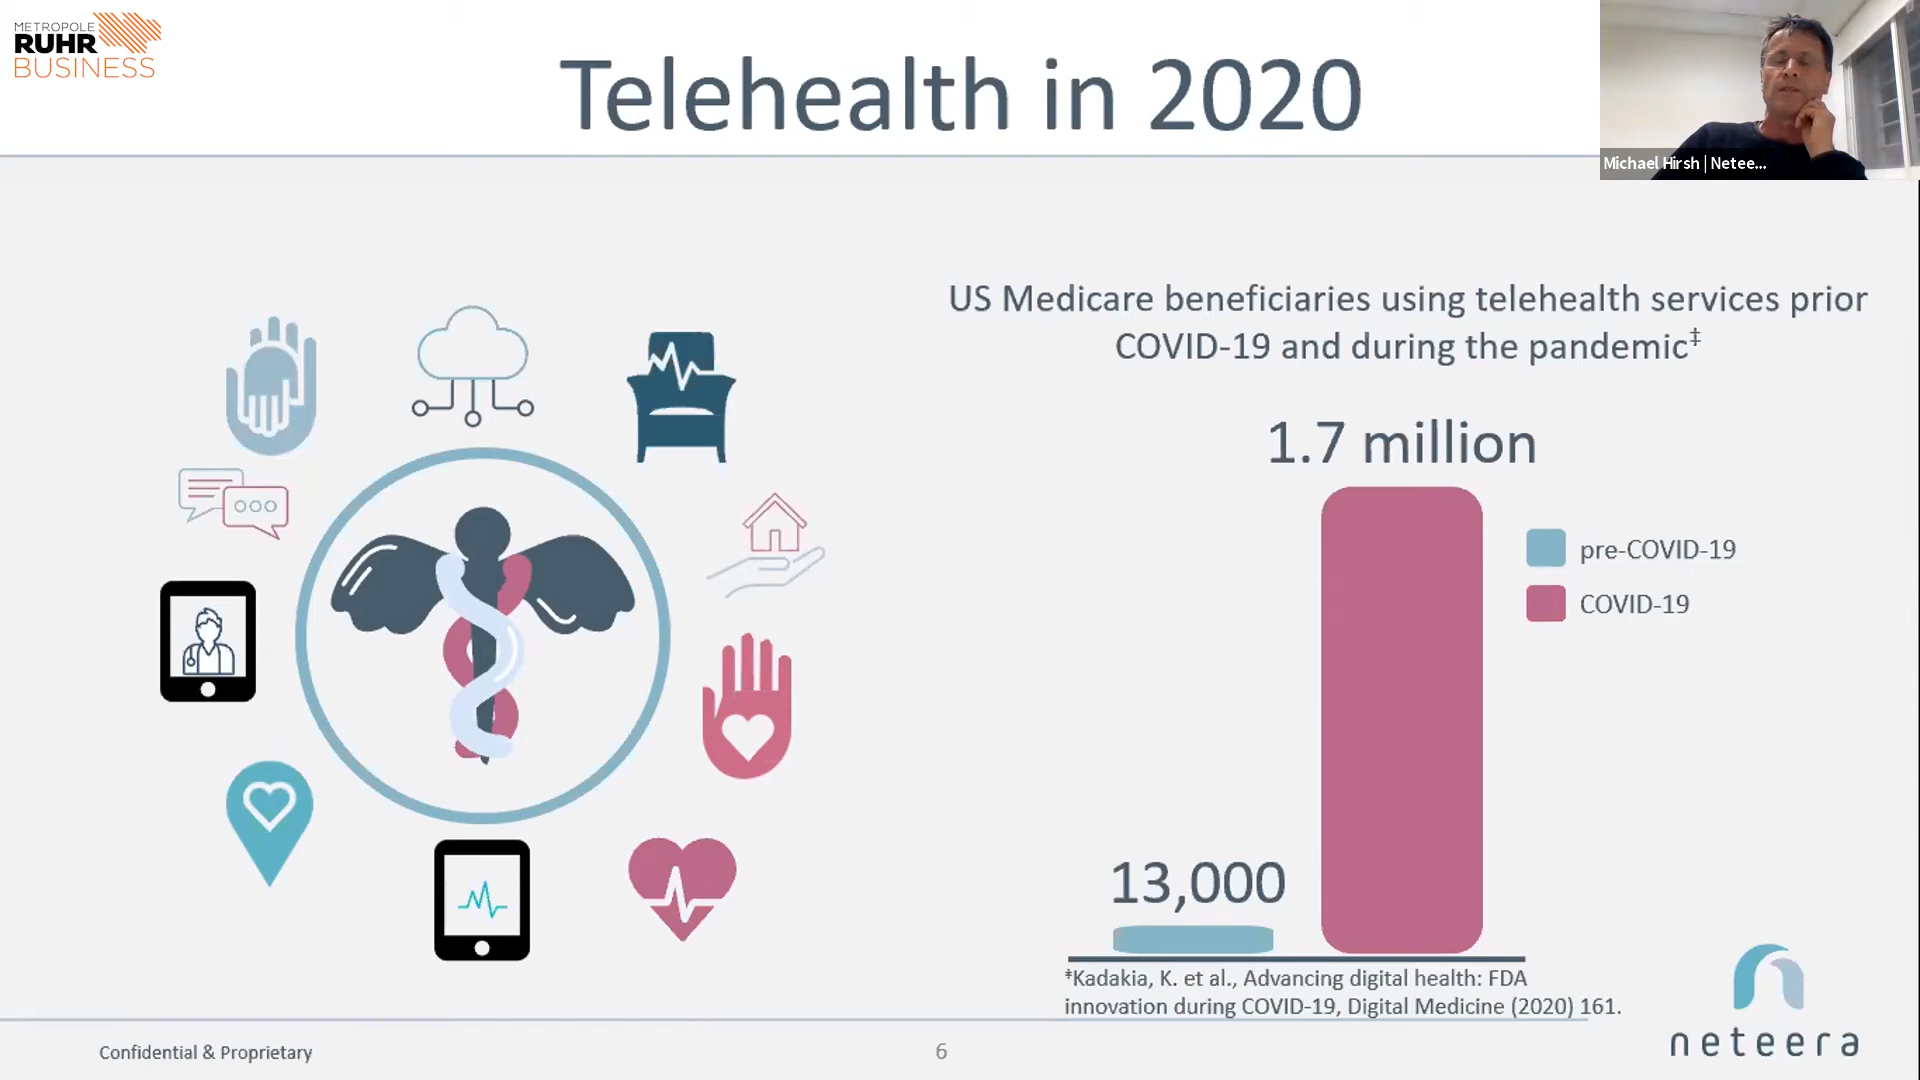 METROPOLE
RUHR
BUSINESS
Telehealth in 2020
Michael Hirsh | Netee...
US Medicare beneficiaries using telehealth services prior
COVID-19 and during the pandemic‡
1.7 million
pre-COVID-19
COVID-19
13,000
‡Kadakia, K. et al., Advancing digital health: FDA
innovation during COVID-19, Digital Medicine (2020) 161.
neteera
Confidential & Proprietary
6